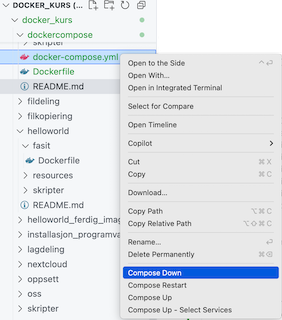 DOCKER_KURS (WORKSPACE)
docker_kurs
dockercompose
skripter
docker-compose.yml
Dockerfile
README.md
fildeling
filkopiering
helloworld
fasit
Dockerfile
resources
skripter
README.md
helloworld_ferdig_imag
installasjon_programva
lagdeling
nextcloud
oppsett
oss
skripter
Open to the Side
Open With...
Open in Integrated Terminal
Select for Compare
Open Timeline
Copilot
Cut ⌘X
Copy ⌘C
Download...
Copy Path ⌥⌘C
Copy Relative Path ⌥⇧⌘C
Rename...
Delete Permanently ⌘⌫
Compose Down
Compose Restart
Compose Up
Compose Up - Select Services